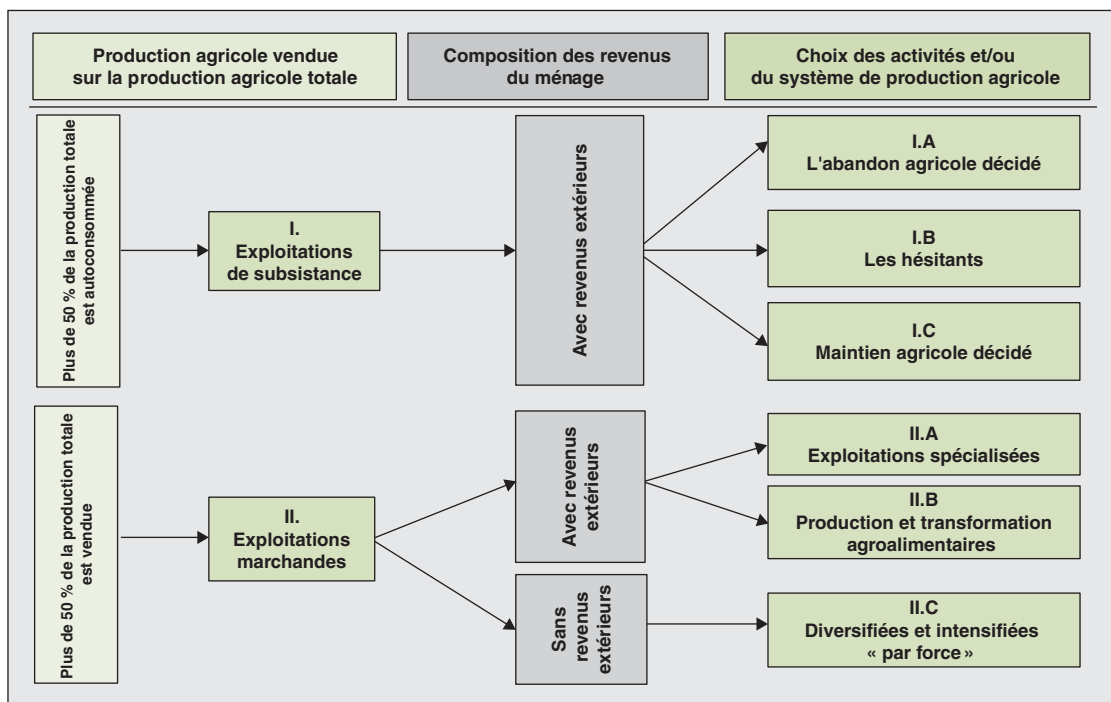 Production agricole vendue
sur la production agricole totale
Composition des revenus
du ménage
Choix des activités et/ou
du système de production agricole
Plus de 50 % de la production totale
est autoconsommée
I.
Exploitations
de subsistance
Avec revenus extérieurs
I.A
L'abandon agricole décidé
I.B
Les hésitants
I.C
Maintien agricole décidé
Plus de 50 % de la production totale
est vendue
II.
Exploitations
marchandes
Avec revenus
extérieurs
II.A
Exploitations spécialisées
II.B
Production et transformation
agroalimentaires
Sans
revenus
extérieurs
II.C
Diversifiées et intensifiées
« par force »